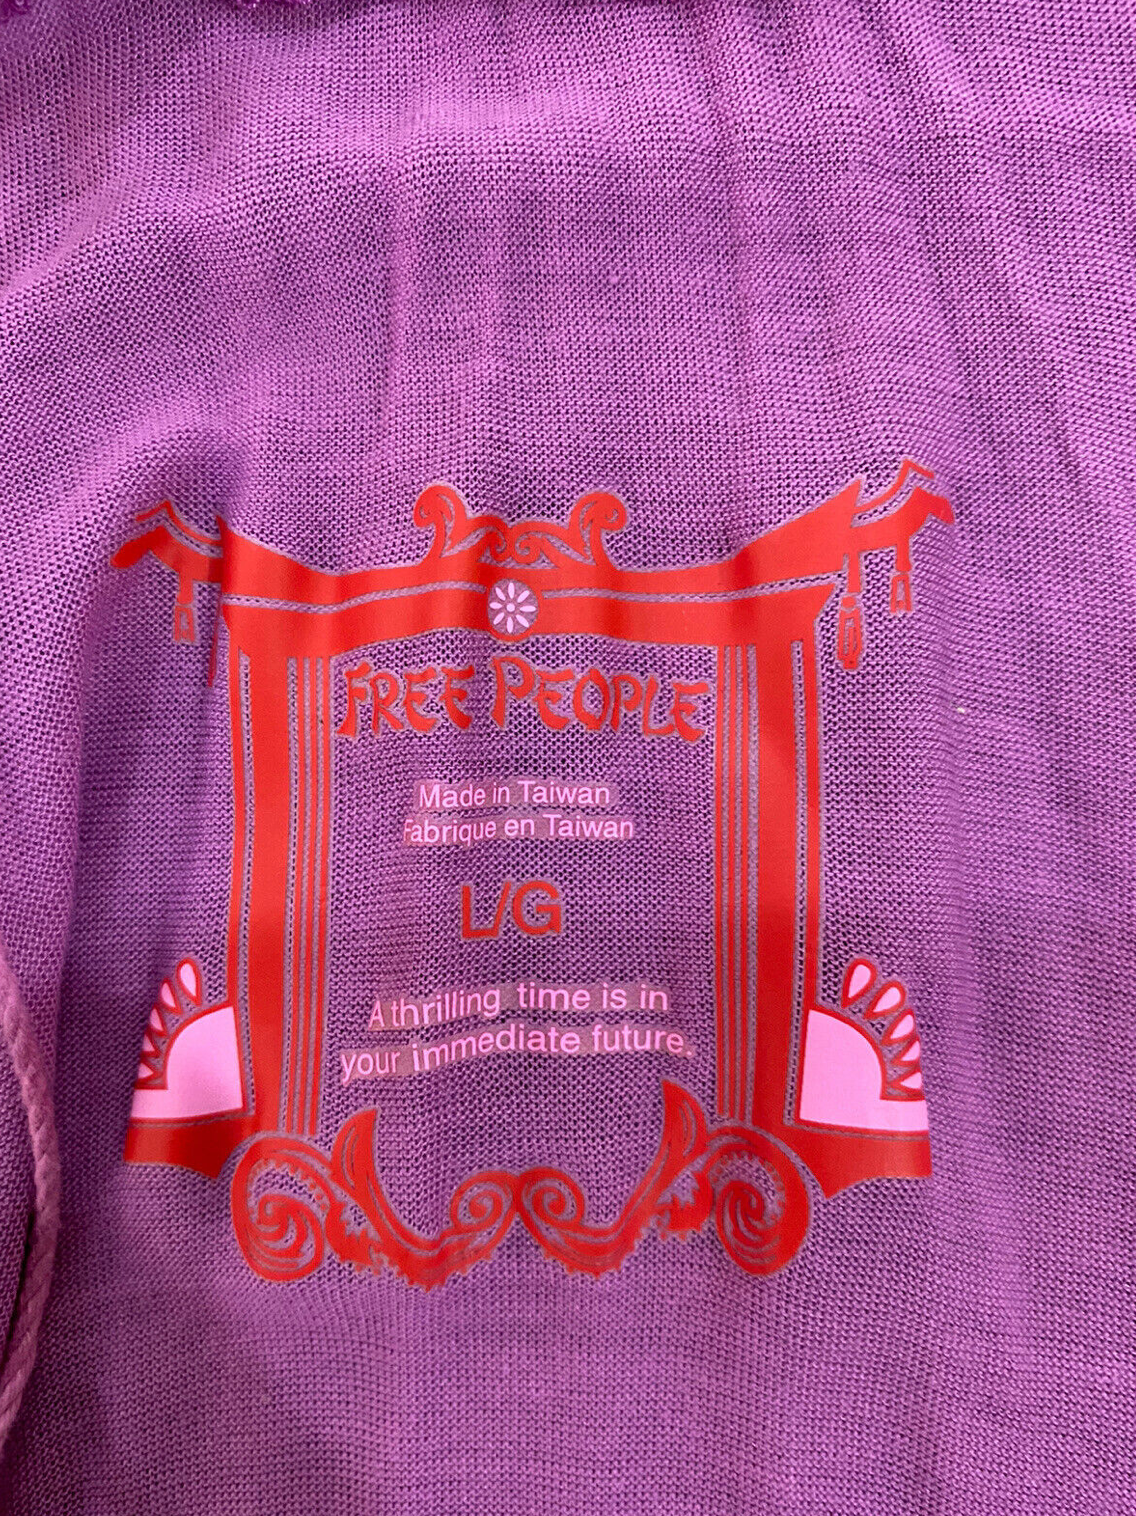 FREE PEOPLE
Made in Taiwan
Fabrique en Taiwan
L/G
A thrilling time is in
your immediate future.